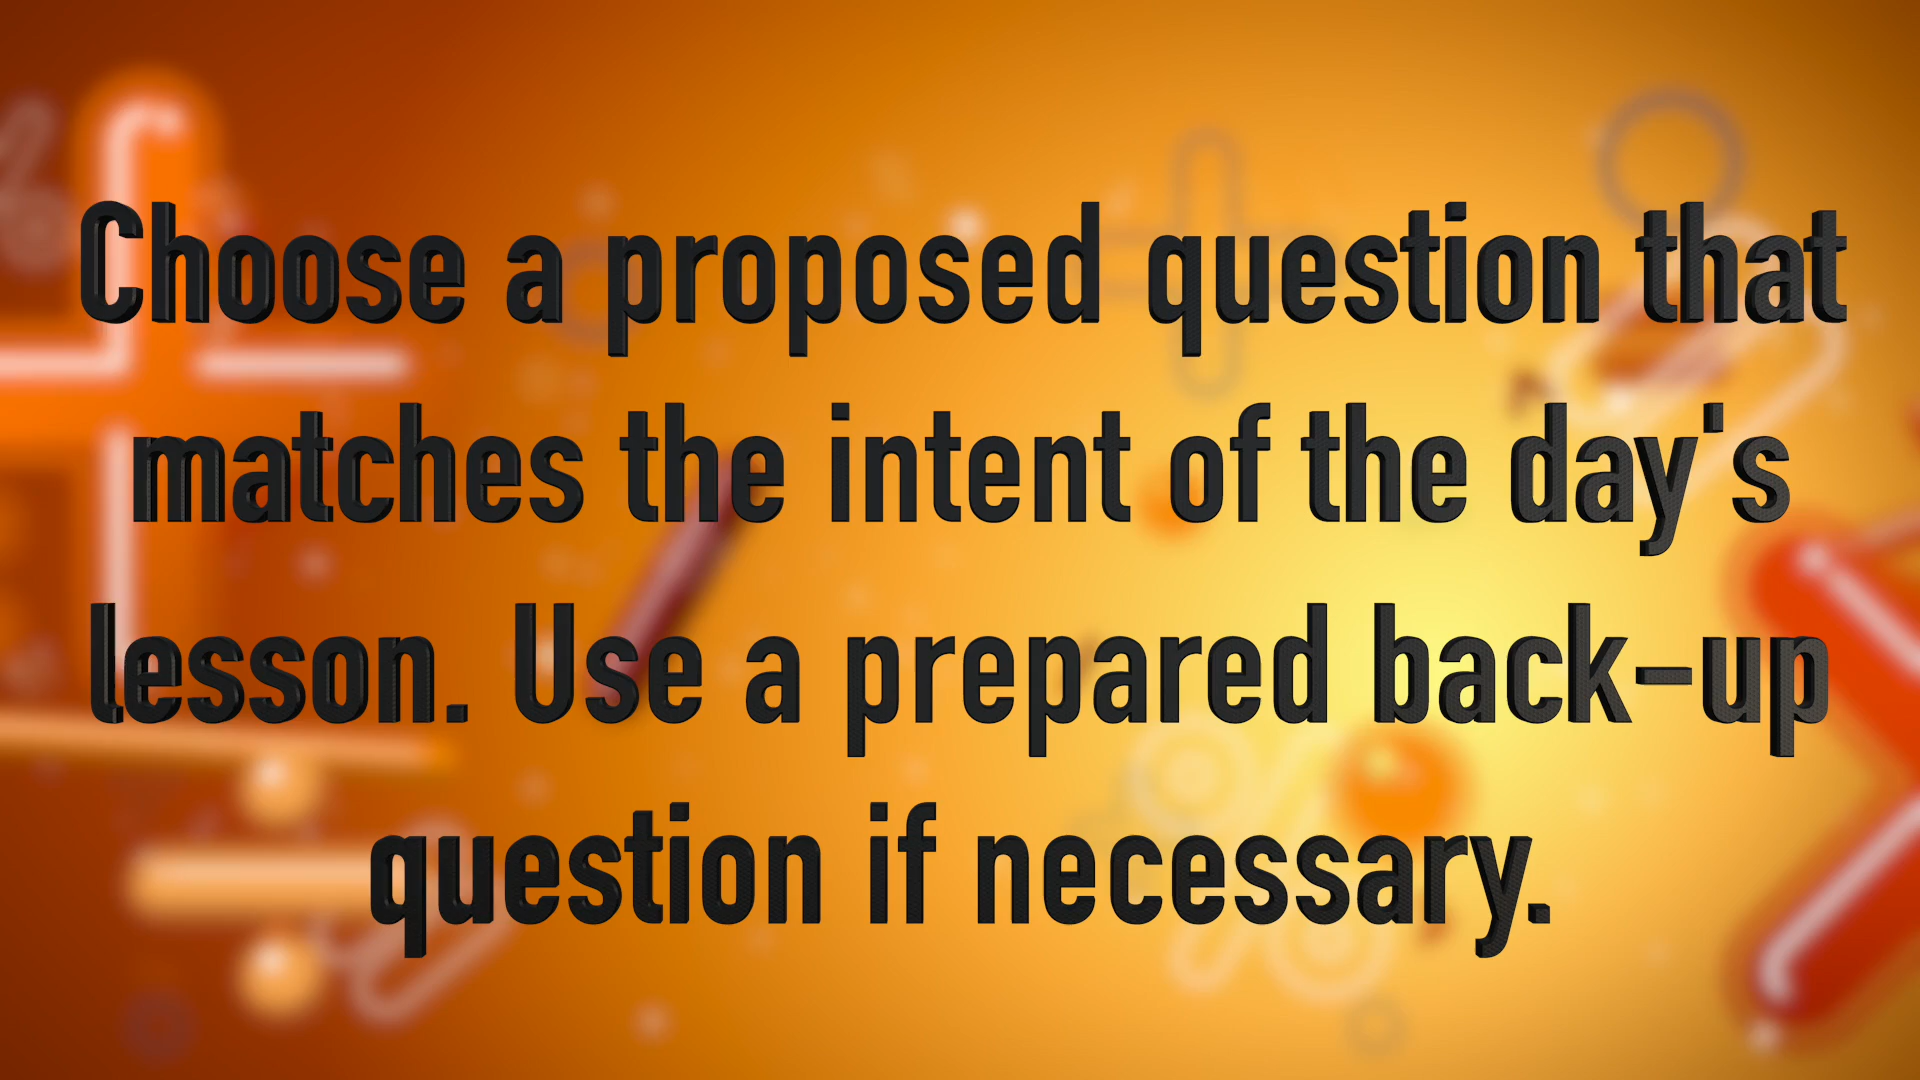 Choose a proposed question that
matches the intent of the day's
lesson. Use a prepared back-up
question if necessary.